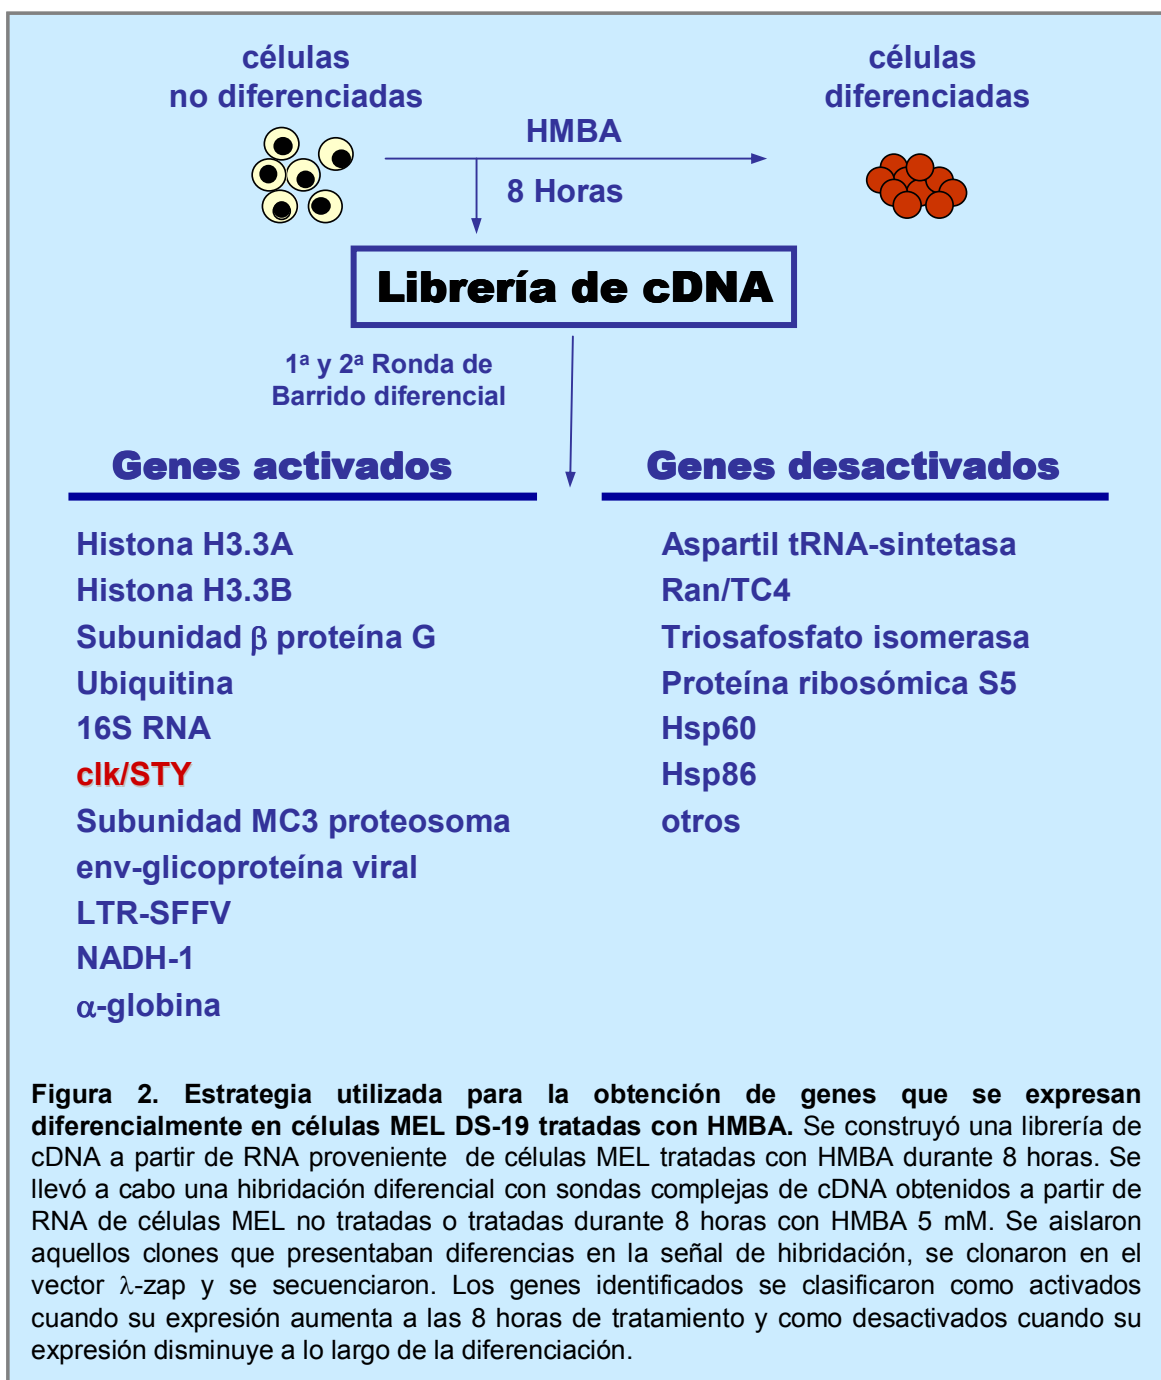 células
no diferenciadas
células
diferenciadas
HMBA
8 Horas
Librería de cDNA
1ª y 2ª Ronda de
Barrido diferencial
Genes activados
Histona H3.3A
Histona H3.3B
Subunidad β proteína G
Ubiquitina
16S RNA
clk/STY
Subunidad MC3 proteosoma
env-glicoproteína viral
LTR-SFFV
NADH-1
α-globina
Genes desactivados
Aspartil tRNA-sintetasa
Ran/TC4
Triosafosfato isomerasa
Proteína ribosómica S5
Hsp60
Hsp86
otros
Figura 2. Estrategia utilizada para la obtención de genes que se expresan
diferencialmente en células MEL DS-19 tratadas con HMBA. Se construyó una librería de
cDNA a partir de RNA proveniente de células MEL tratadas con HMBA durante 8 horas. Se
llevó a cabo una hibridación diferencial con sondas complejas de cDNA obtenidos a partir de
RNA de células MEL no tratadas o tratadas durante 8 horas con HMBA 5 mM. Se aislaron
aquellos clones que presentaban diferencias en la señal de hibridación, se clonaron en el
vector λ-zap y se secuenciaron. Los genes identificados se clasificaron como activados
cuando su expresión aumenta a las 8 horas de tratamiento y como desactivados cuando su
expresión disminuye a lo largo de la diferenciación.